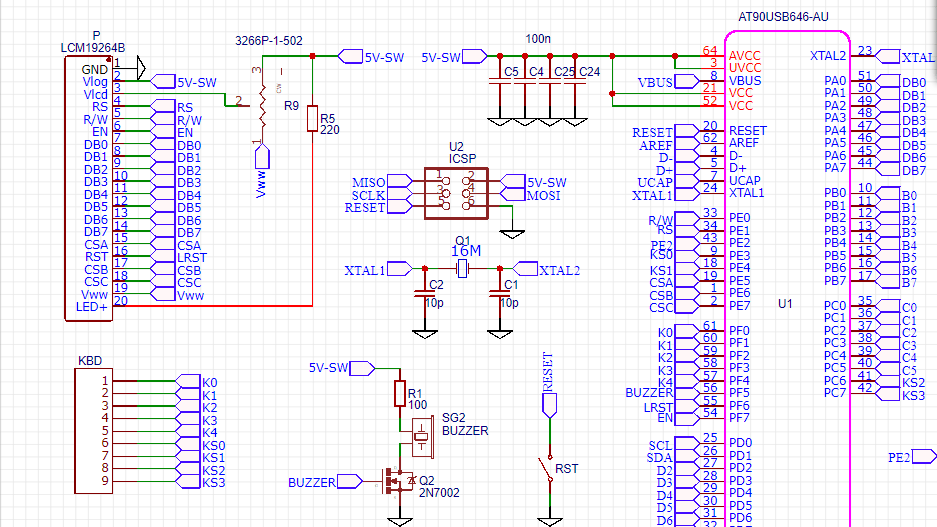 AT90USB646-AU
P
LCM19264B
GND 1
Vlog 2 5V-SW
Vlcd 3
RS 4 RS
R/W 5 R/W
EN 6 EN
DB0 7 DB0
DB1 8 DB1
DB2 9 DB2
DB3 10 DB3
DB4 11 DB4
DB5 12 DB5
DB6 13 DB6
DB7 14 DB7
CSA 15 CSA
RST 16 LRST
CSB 17 CSB
CSC 18 CSC
Vww 19 Vww
LED+ 20
3266P-1-502
3
CW
2
1
R9
Vww
R5
220
5V-SW
5V-SW
100n
C5 C4 C25 C24
U2
ICSP
MISO 1 2 5V-SW
SCLK 3 4 MOSI
RESET 5 6
Q1
16M
XTAL1 XTAL2
C2 C1
10p 10p
KBD
1 K0
2 K1
3 K2
4 K3
5 K4
6 KS0
7 KS1
8 KS2
9 KS3
5V-SW
R1
100
SG2
BUZZER
BUZZER
Q2
2N7002
RESET
RST
U1
64 AVCC
3 UVCC
VBUS 8 VBUS
21 VCC
52 VCC
RESET 20 RESET
AREF 62 AREF
D- 4 D-
D+ 5 D+
UCAP 7 UCAP
XTAL1 24 XTAL1
R/W 33 PE0
RS 34 PE1
PE2 43 PE2
KS0 9 PE3
KS1 18 PE4
CSA 19 PE5
CSB 1 PE6
CSC 2 PE7
K0 61 PF0
K1 60 PF1
K2 59 PF2
K3 58 PF3
K4 57 PF4
BUZZER 56 PF5
LRST 55 PF6
EN 54 PF7
SCL 25 PD0
SDA 26 PD1
D2 27 PD2
D3 28 PD3
D4 29 PD4
D5 30 PD5
D6 31 PD6
32
XTAL2 23 XTAL
PA0 51 DB0
PA1 50 DB1
PA2 49 DB2
PA3 48 DB3
PA4 47 DB4
PA5 46 DB5
PA6 45 DB6
PA7 44 DB7
PB0 10 B0
PB1 11 B1
PB2 12 B2
PB3 13 B3
PB4 14 B4
PB5 15 B5
PB6 16 B6
PB7 17 B7
PC0 35 C0
PC1 36 C1
PC2 37 C2
PC3 38 C3
PC4 39 C4
PC5 40 C5
PC6 41 KS2
PC7 42 KS3
PE2